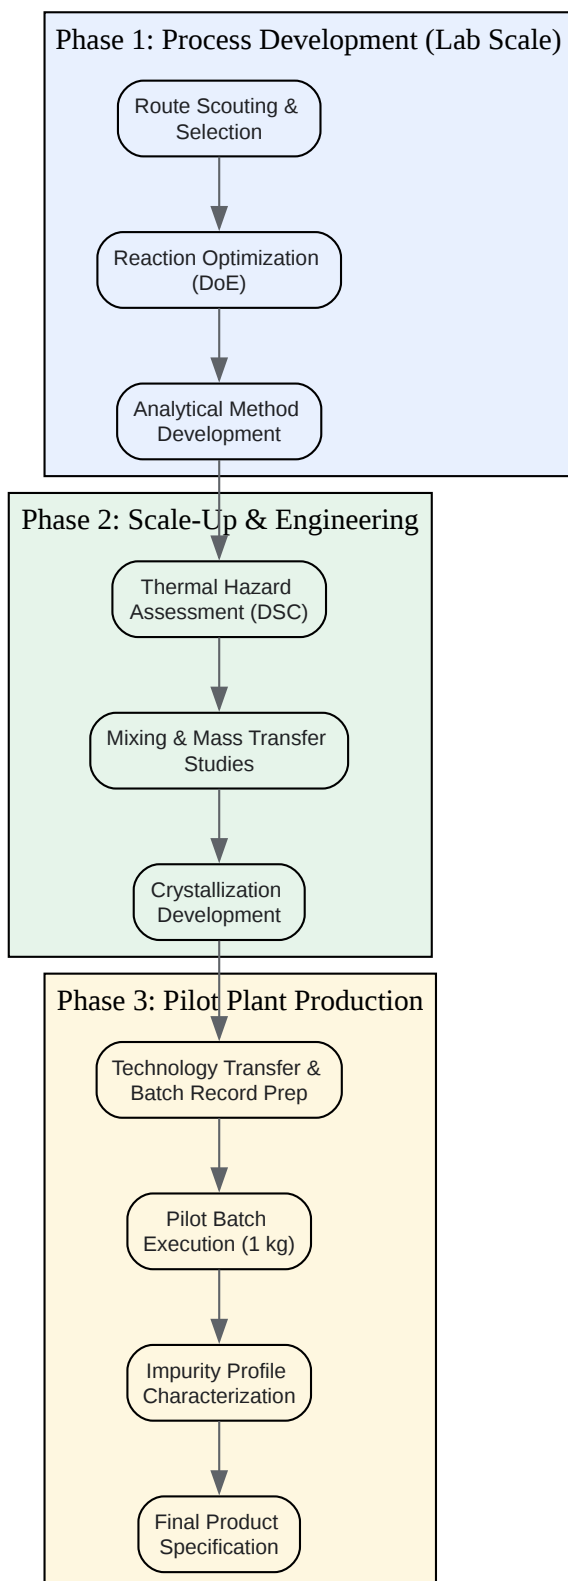 Phase 1: Process Development (Lab Scale)
Route Scouting &
Selection
Reaction Optimization
(DoE)
Analytical Method
Development
Phase 2: Scale-Up & Engineering
Thermal Hazard
Assessment (DSC)
Mixing & Mass Transfer
Studies
Crystallization
Development
Phase 3: Pilot Plant Production
Technology Transfer &
Batch Record Prep
Pilot Batch
Execution (1 kg)
Impurity Profile
Characterization
Final Product
Specification